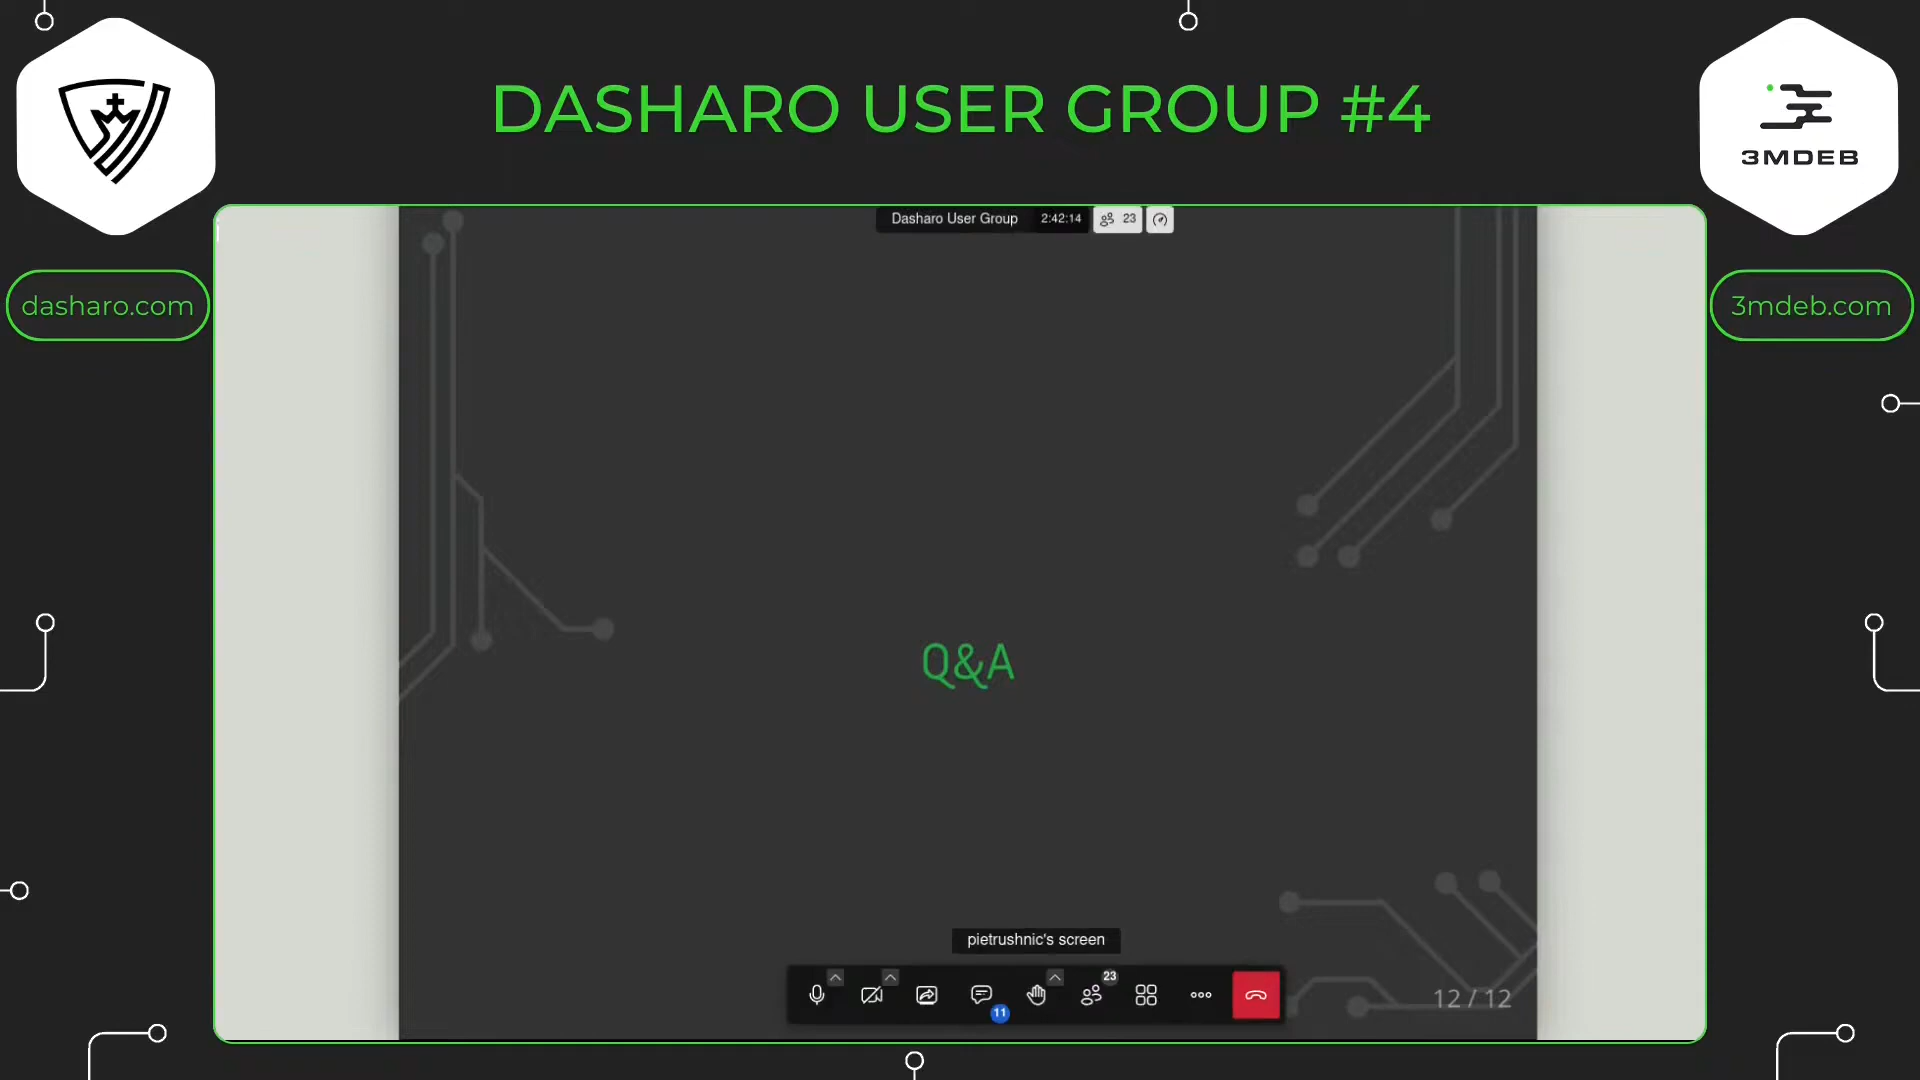 DASHARO USER GROUP #4
3MDEB
dasharo.com
3mdeb.com
Dasharo User Group 2:42:14 23
Q&A
pietrushnic's screen
23
11
12 / 12